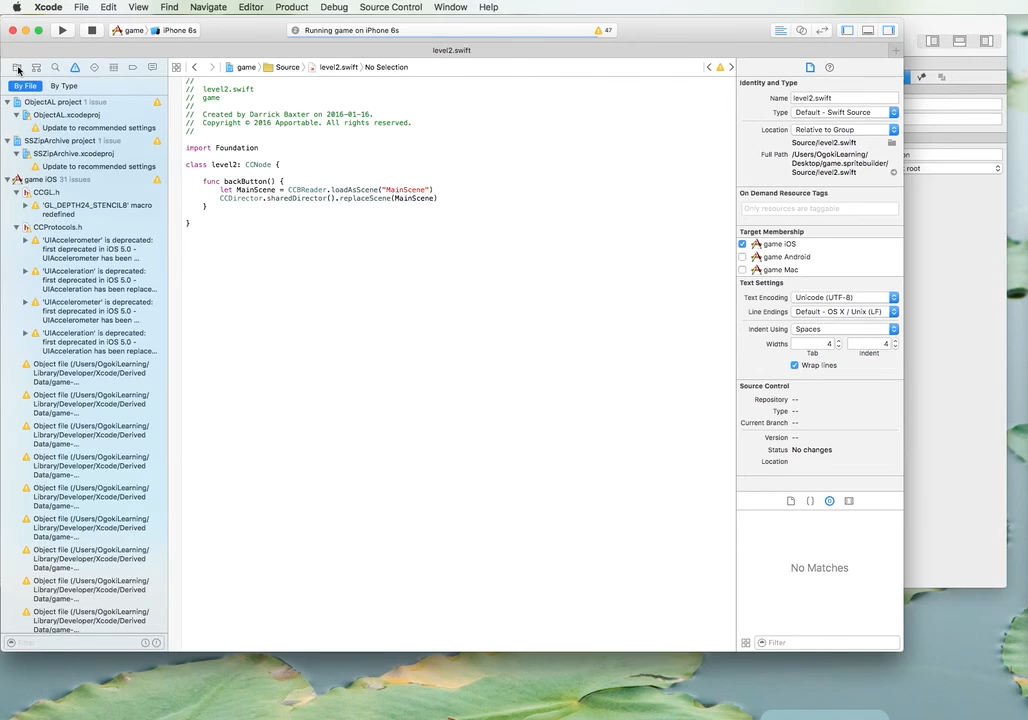 Xcode File Edit View Find Navigate Editor Product Debug Source Control Window Help
game iPhone 6s Running game on iPhone 6s 47
level2.swift
game Source level2.swift No Selection
By File By Type
ObjectAL project 1 issue
ObjectAL.xcodeproj
Update to recommended settings
SSZipArchive project 1 issue
SSZipArchive.xcodeproj
Update to recommended settings
game iOS 31 issues
CCGL.h
'GL_DEPTH24_STENCIL8' macro
redefined
CCProtocols.h
'UIAccelerometer' is deprecated:
first deprecated in iOS 5.0 -
UIAccelerometer has been ...
'UIAcceleration' is deprecated:
first deprecated in iOS 5.0 -
UIAcceleration has been replace...
'UIAccelerometer' is deprecated:
first deprecated in iOS 5.0 -
UIAccelerometer has been ...
'UIAcceleration' is deprecated:
first deprecated in iOS 5.0 -
UIAcceleration has been replace...
Object file (/Users/OgokiLearning/
Library/Developer/Xcode/Derived
Data/game-...
Object file (/Users/OgokiLearning/
Library/Developer/Xcode/Derived
Data/game-...
Object file (/Users/OgokiLearning/
Library/Developer/Xcode/Derived
Data/game-...
Object file (/Users/OgokiLearning/
Library/Developer/Xcode/Derived
Data/game-...
Object file (/Users/OgokiLearning/
Library/Developer/Xcode/Derived
Data/game-...
Object file (/Users/OgokiLearning/
Library/Developer/Xcode/Derived
Data/game-...
Object file (/Users/OgokiLearning/
Library/Developer/Xcode/Derived
Data/game-...
Object file (/Users/OgokiLearning/
Library/Developer/Xcode/Derived
Data/game-...
Object file (/Users/OgokiLearning/
Library/Developer/Xcode/Derived
Data/game-...
Filter
//
// level2.swift
// game
//
// Created by Darrick Baxter on 2016-01-16.
// Copyright © 2016 Apportable. All rights reserved.
//
import Foundation
class level2: CCNode {
func backButton() {
let MainScene = CCBReader.loadAsScene("MainScene")
CCDirector.sharedDirector().replaceScene(MainScene)
}
}
Identity and Type
Name level2.swift
Type Default - Swift Source
Location Relative to Group
Source/level2.swift
Full Path /Users/OgokiLearning/
Desktop/game.spritebuilder/
Source/level2.swift
On Demand Resource Tags
Only resources are taggable
Target Membership
game iOS
game Android
game Mac
Text Settings
Text Encoding Unicode (UTF-8)
Line Endings Default - OS X / Unix (LF)
Indent Using Spaces
Widths 4 4
Tab Indent
Wrap lines
Source Control
Repository --
Type --
Current Branch --
Version --
Status No changes
Location
No Matches
Filter
on
root